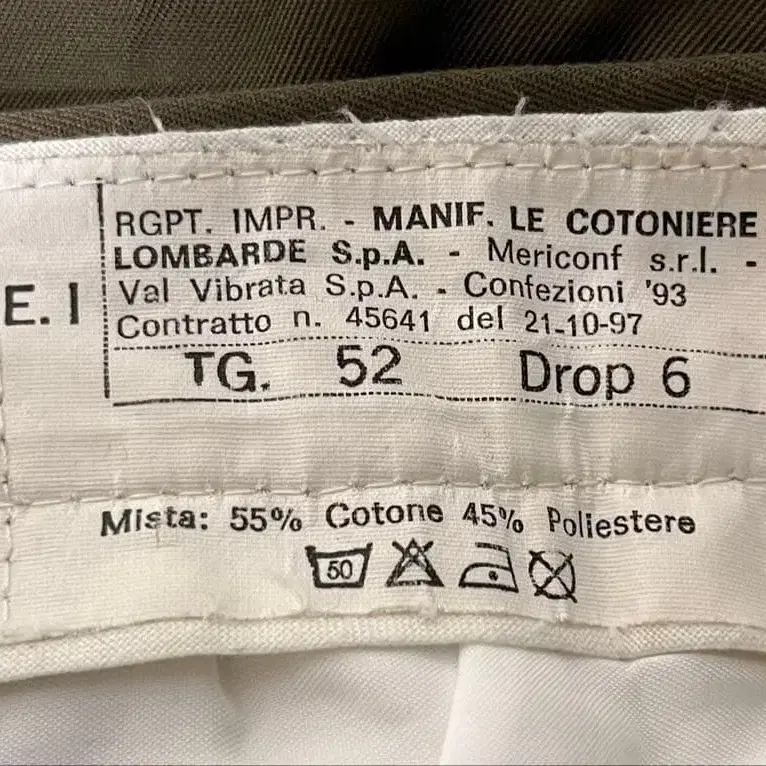 RGPT. IMPR. - MANIF. LE COTONIERE
LOMBARDE S.p.A. - Mericonf s.r.l. -
E. I
Val Vibrata S.p.A. - Confezioni '93
Contratto n. 45641 del 21-10-97
TG. 52 Drop 6
Mista: 55% Cotone 45% Poliestere
50